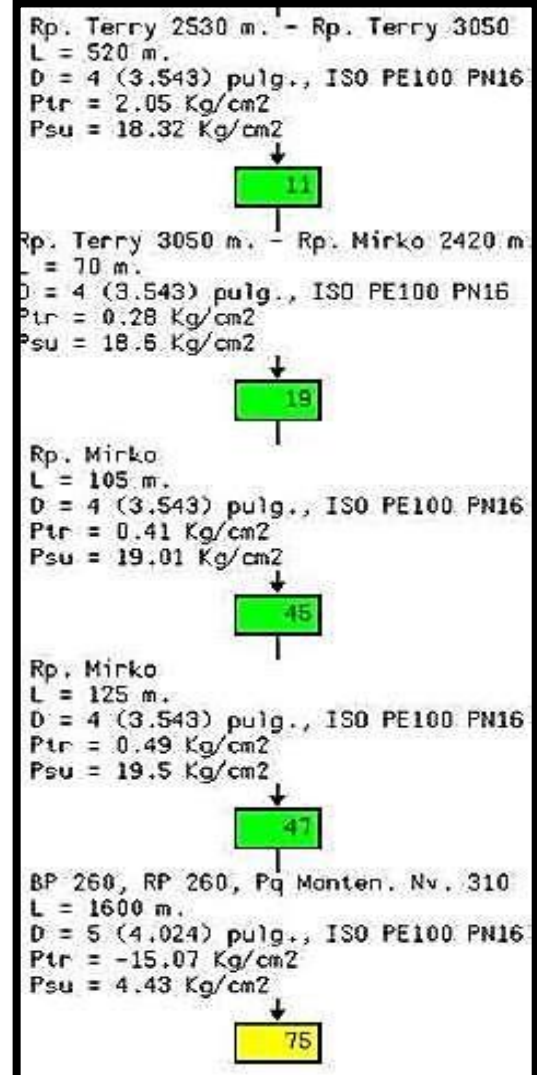 Rp. Terry 2530 m. - Rp. Terry 3050
L = 520 m.
D = 4 (3.543) pulg., ISO PE100 PN16
Ptr = 2.05 Kg/cm2
Psu = 18.32 Kg/cm2
11
Rp. Terry 3050 m. - Rp. Mirko 2420 m
L = 70 m.
D = 4 (3.543) pulg., ISO PE100 PN16
Ptr = 0.28 Kg/cm2
Psu = 18.6 Kg/cm2
19
Rp. Mirko
L = 105 m.
D = 4 (3.543) pulg., ISO PE100 PN16
Ptr = 0.41 Kg/cm2
Psu = 19.01 Kg/cm2
45
Rp. Mirko
L = 125 m.
D = 4 (3.543) pulg., ISO PE100 PN16
Ptr = 0.49 Kg/cm2
Psu = 19.5 Kg/cm2
47
BP 260, RP 260, Pq Manten. Nv. 310
L = 1600 m.
D = 5 (4.024) pulg., ISO PE100 PN16
Ptr = -15.07 Kg/cm2
Psu = 4.43 Kg/cm2
75